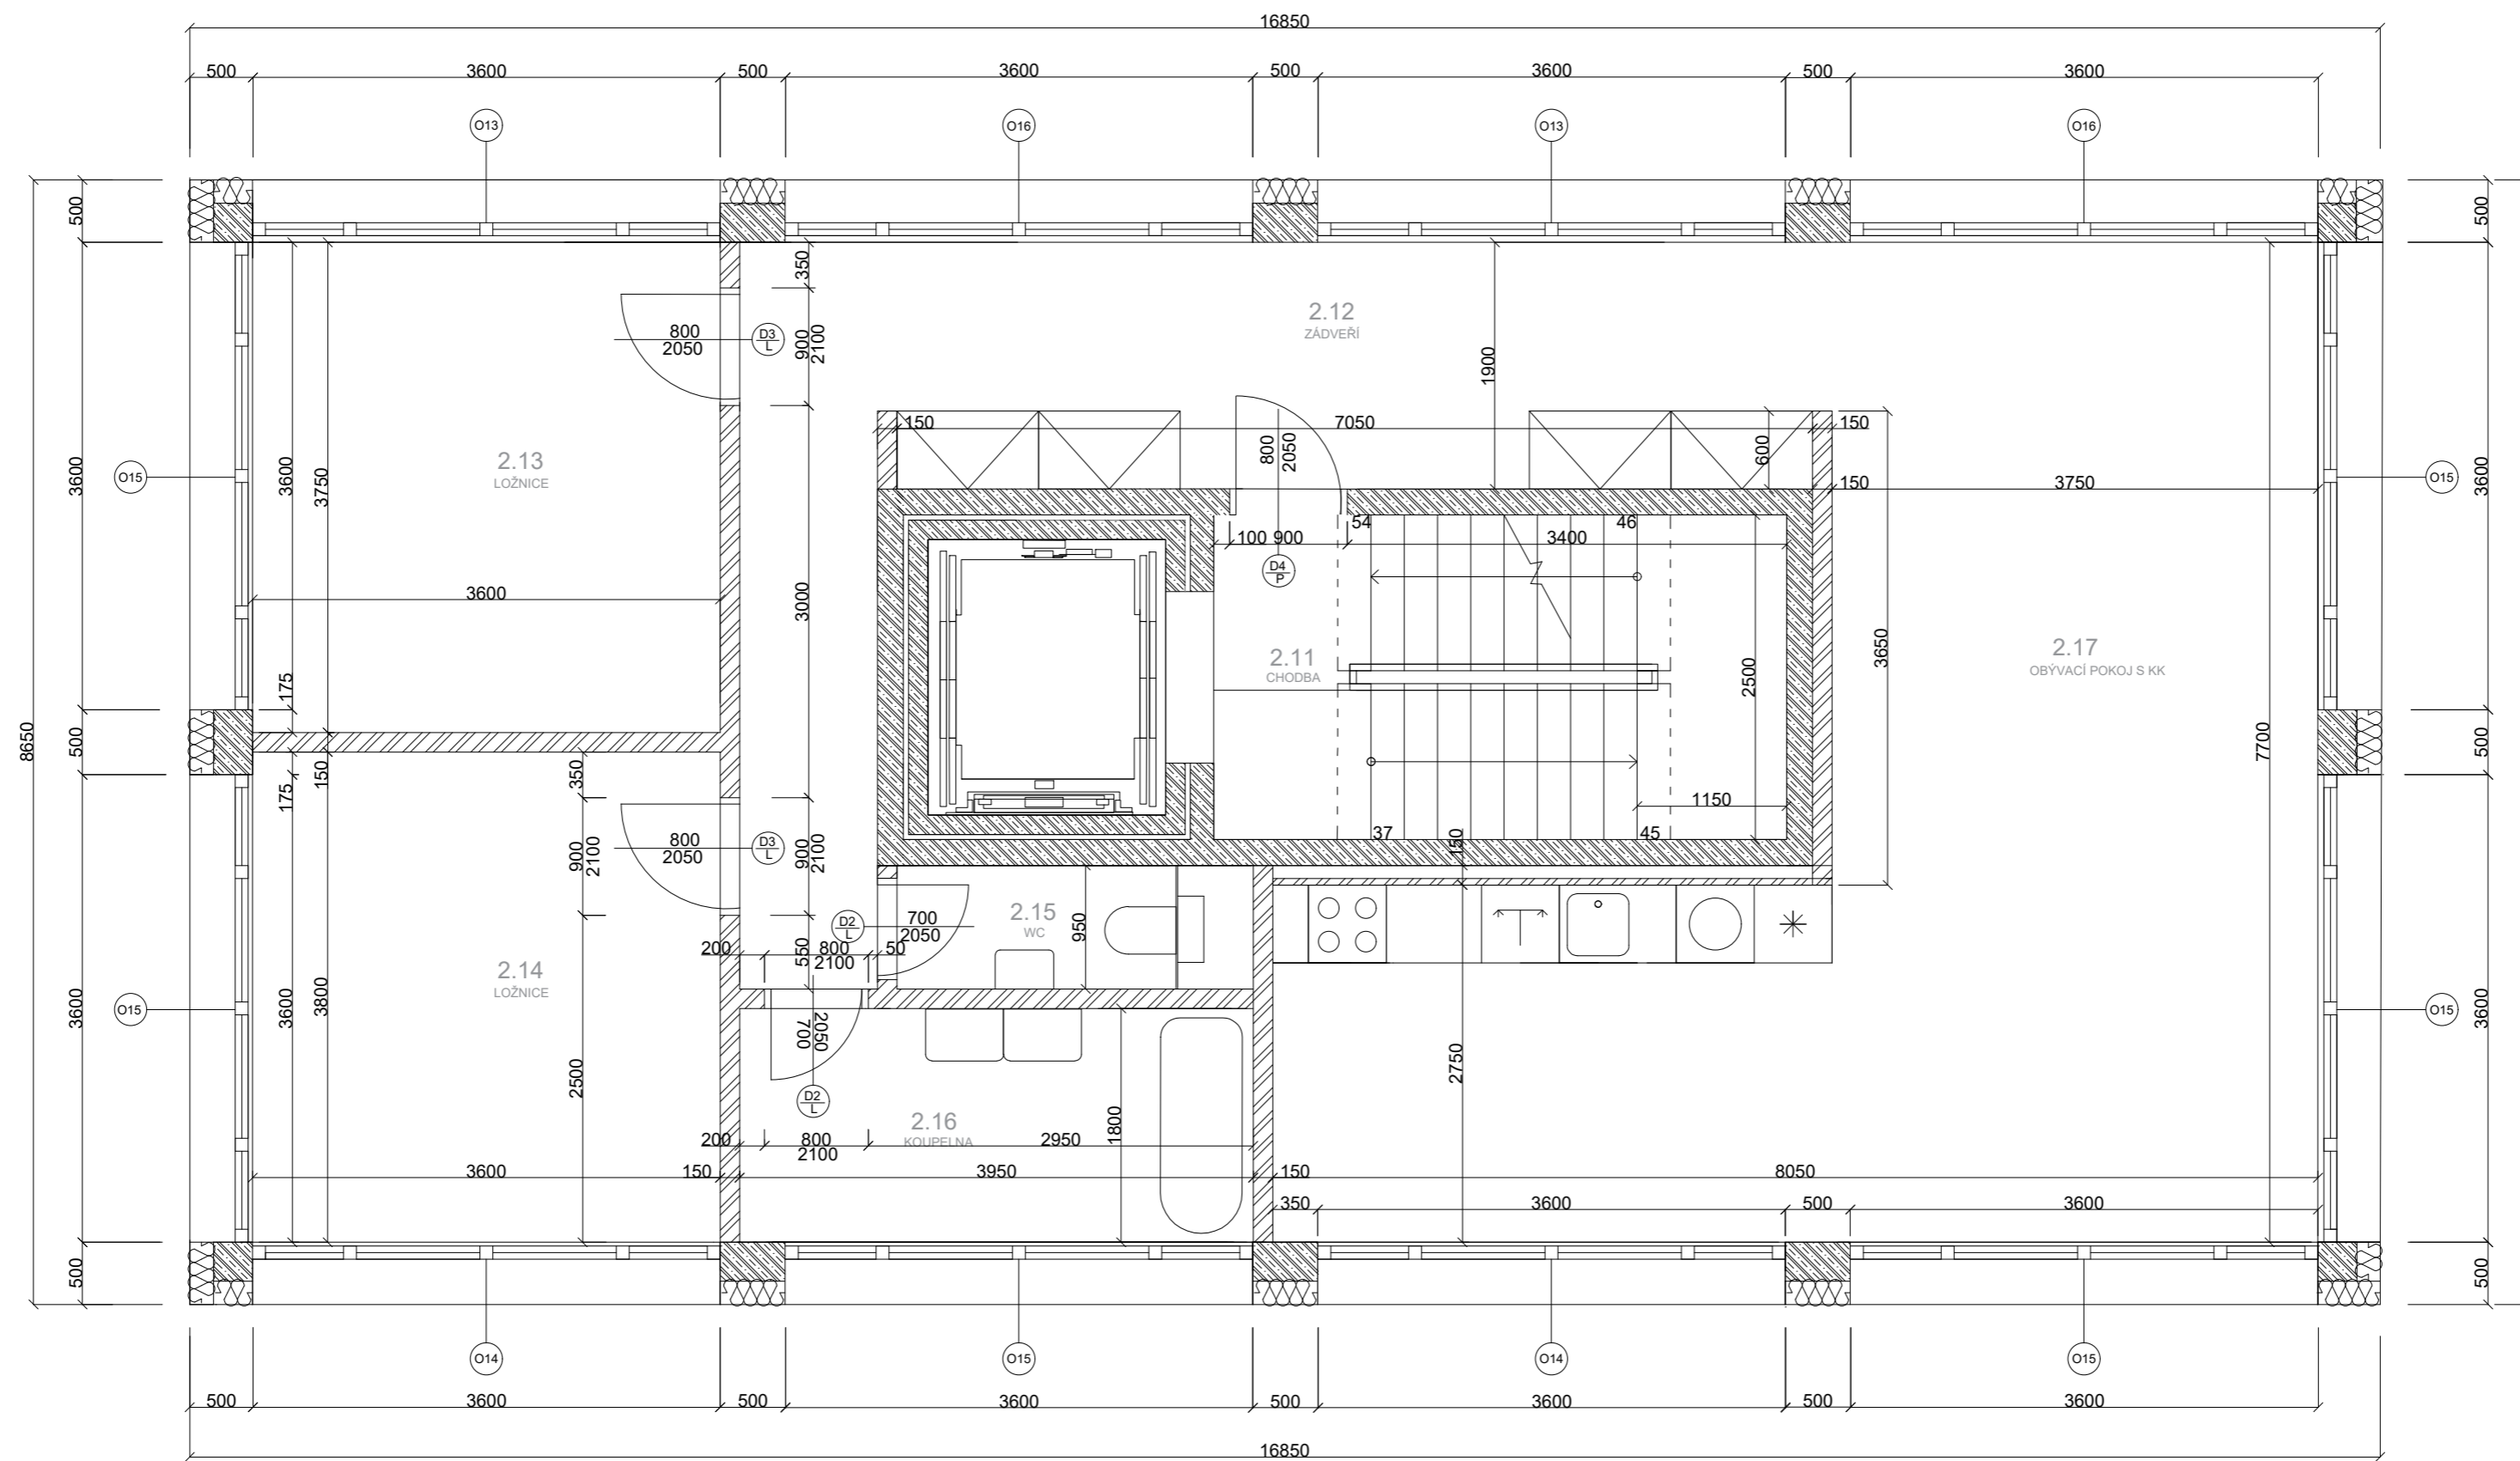 16850
500 3600 500 3600 500 3600 500 3600
O13 O16 O13 O16
500
3600
500
3600
500
8650
O15
O15
3600
3750
175
3600
2.13
LOŽNICE
800
2050
D3
L
350
900
2100
3000
900
2100
550
2.12
ZÁDVEŘÍ
1900
150 7050 150
800
2050
600
150 3750
54 46
100 900 3400
D4
P
2.11
CHODBA
2500
3650
1150
37 45
150
2.17
OBÝVACÍ POKOJ S KK
7700
O15
O15
500
3600
500
3600
500
175
150
3600
3800
350
900
2100
2500
800
2050
D3
L
2.14
LOŽNICE
D2
L
700
2050
2.15
WC
950
200 800 50
2100
2050
700
D2
L
2.16
KOUPELNA
1800
200 800 2950
2100
2750
3600 150 3950 150 8050
350 3600 500 3600
O14 O15 O14 O15
500 3600 500 3600 500 3600 500 3600
16850